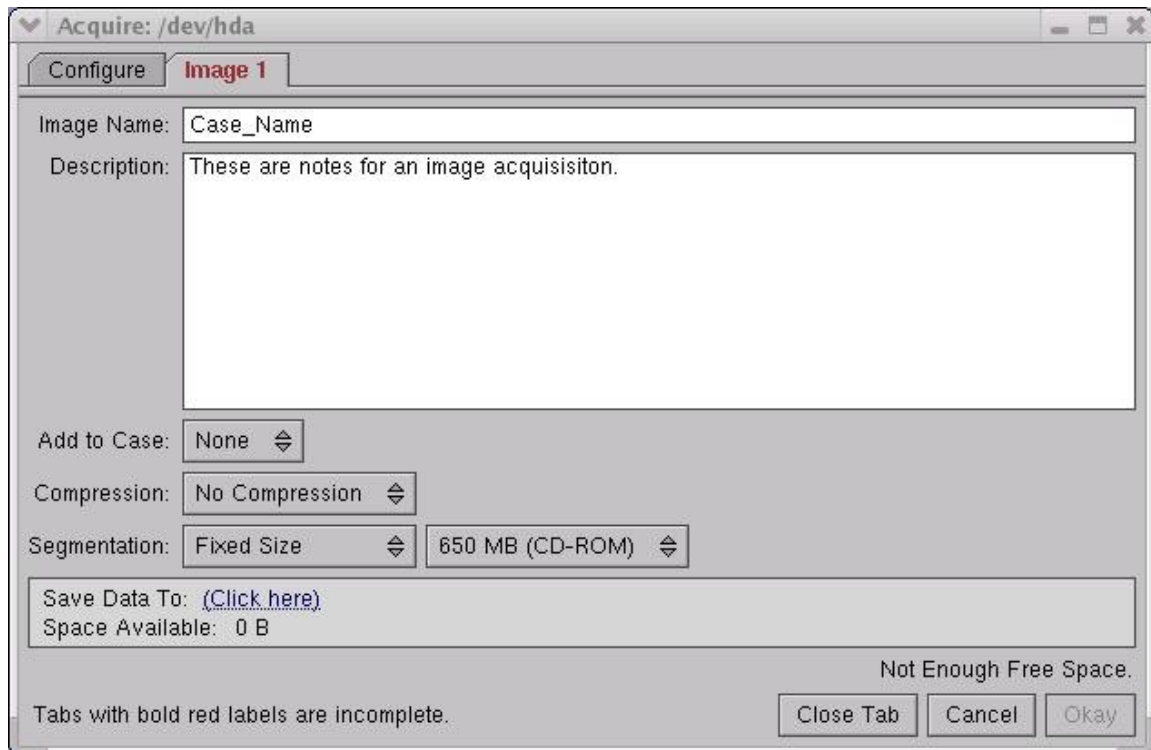 Acquire: /dev/hda
Configure Image 1
Image Name: Case_Name
Description: These are notes for an image acquisisiton.
Add to Case: None
Compression: No Compression
Segmentation: Fixed Size 650 MB (CD-ROM)
Save Data To: (Click here)
Space Available: 0 B
Not Enough Free Space.
Tabs with bold red labels are incomplete. Close Tab Cancel Okay